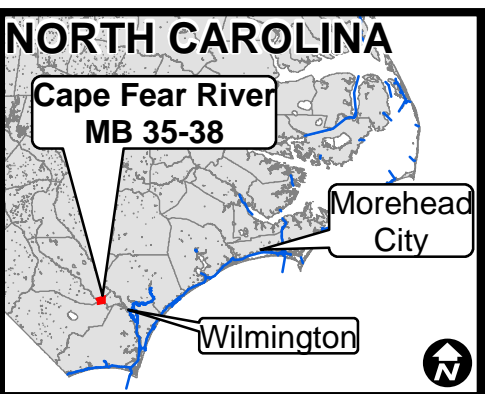 NORTH CAROLINA
Cape Fear River
MB 35-38
Morehead
City
Wilmington
N